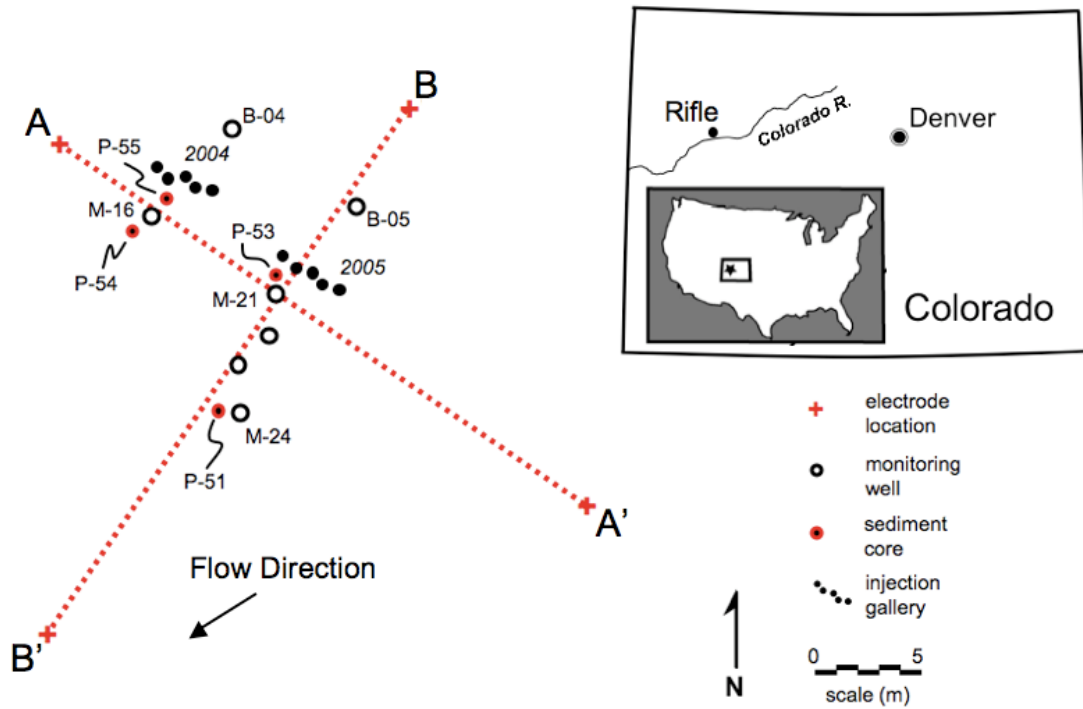 A
B
B-04
P-55
2004
M-16
P-54
P-53
B-05
2005
M-21
M-24
P-51
A'
Flow Direction
B'
Rifle
Colorado R.
Denver
Colorado
electrode
location
monitoring
well
sediment
core
injection
gallery
N
0 5
scale (m)